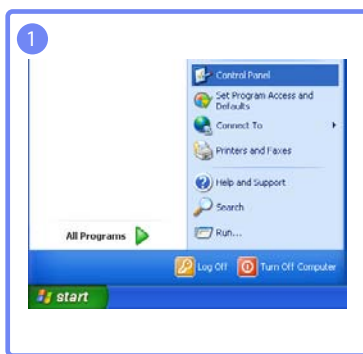 1
Control Panel
Set Program Access and
Defaults
Connect To
Printers and Faxes
Help and Support
Search
Run...
All Programs
Log Off
Turn Off Computer
start